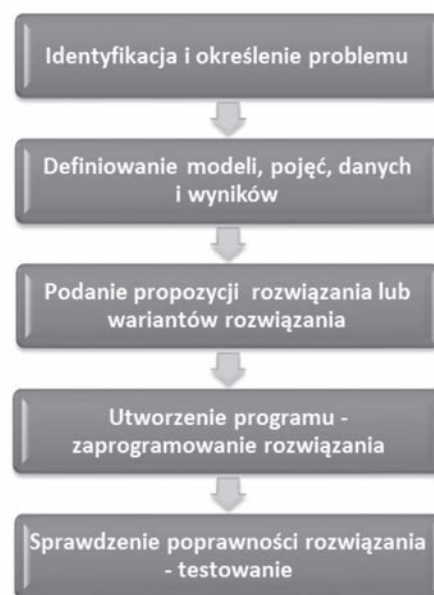 Identyfikacja i określenie problemu
Definiowanie modeli, pojęć, danych
i wyników
Podanie propozycji rozwiązania lub
wariantów rozwiązania
Utworzenie programu -
zaprogramowanie rozwiązania
Sprawdzenie poprawności rozwiązania
- testowanie